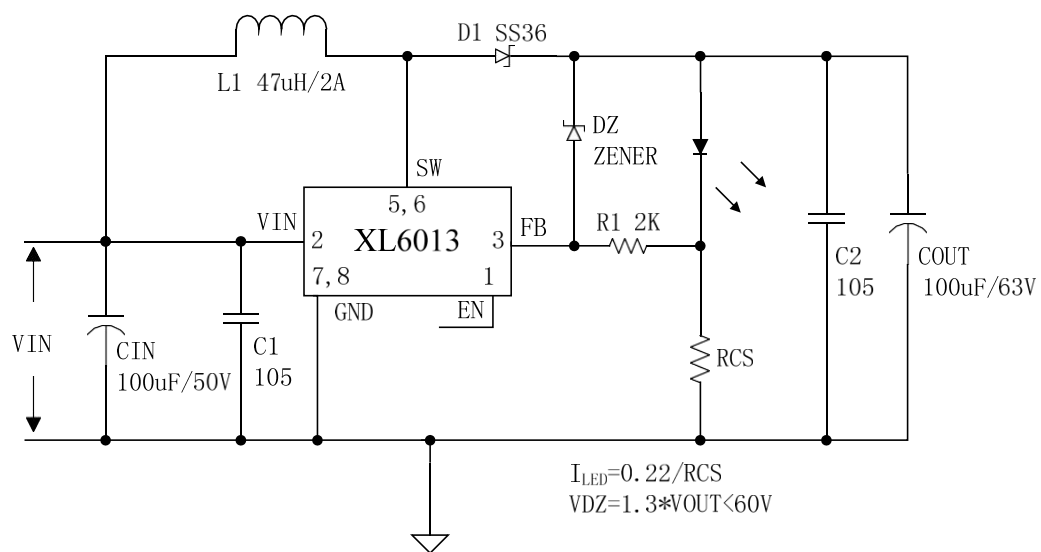 D1 SS36
L1 47uH/2A
DZ
ZENER
SW
5,6
VIN
2
XL6013
3
FB
R1 2K
7,8
1
GND
EN
C2
105
COUT
100uF/63V
VIN
CIN
100uF/50V
C1
105
RCS
ILED=0.22/RCS
VDZ=1.3*VOUT<60V